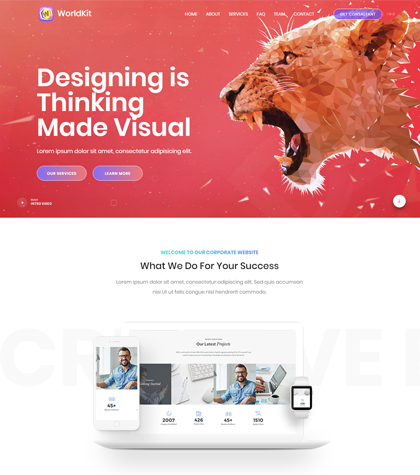 WorldKit
HOME ABOUT SERVICES FAQ TEAM CONTACT GET CONSULTANT
Designing is
Thinking
Made Visual
Lorem ipsum dolor sit amet, consectetur adipisicing elit.
OUR SERVICES LEARN MORE
INTRO VIDEO
WELCOME TO OUR CORPORATE WEBSITE
What We Do For Your Success
Lorem ipsum dolor sit amet, consectetur adipisicing elit. Sed quis accumsan
nisi Ut ut felis congue nisl hendrerit commodo.
Our Latest Projects
45+
2007 426 45+ 1510